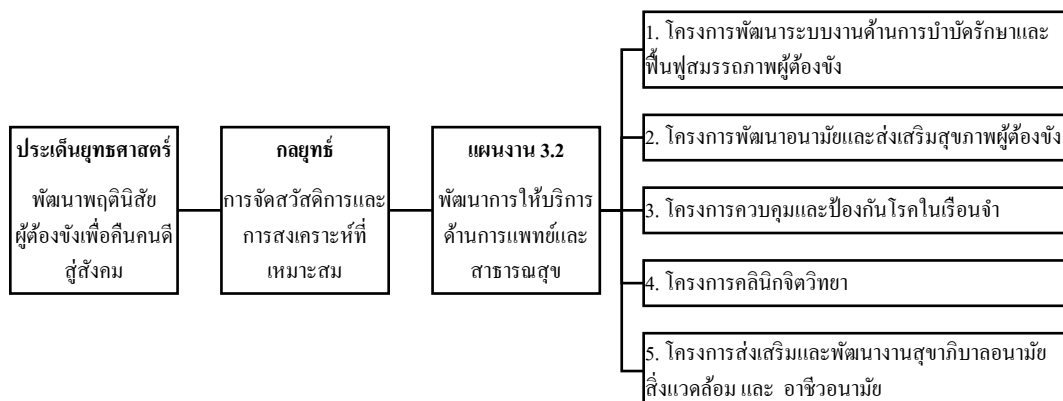 ประเด็นยุทธศาสตร์
พัฒนาพฤตินิสัย
ผู้ต้องขังเพื่อคืนคนดี
สู่สังคม
กลยุทธ์
การจัดสวัสดิการและ
การสงเคราะห์ที่
เหมาะสม
แผนงาน 3.2
พัฒนาการให้บริการ
ด้านการแพทย์และ
สาธารณสุข
1. โครงการพัฒนาระบบงานด้านการบำบัดรักษาและ
ฟื้นฟูสมรรถภาพผู้ต้องขัง
2. โครงการพัฒนาอนามัยและส่งเสริมสุขภาพผู้ต้องขัง
3. โครงการควบคุมและป้องกันโรคในเรือนจำ
4. โครงการคลินิกจิตวิทยา
5. โครงการส่งเสริมและพัฒนางานสุขาภิบาลอนามัย
สิ่งแวดล้อม และ อาชีวอนามัย